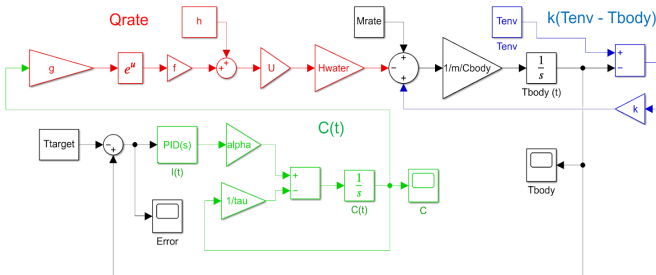 Qrate
h
Mrate
Tenv
k(Tenv - Tbody)
Tenv
g
e^u
f
+
+
U
Hwater
+
+
+
1/m/Cbody
1
s
Tbody (t)
+
−
k
C(t)
Ttarget
−
+
PID(s)
I(t)
alpha
+
−
1/tau
1
s
C(t)
C
Tbody
Error